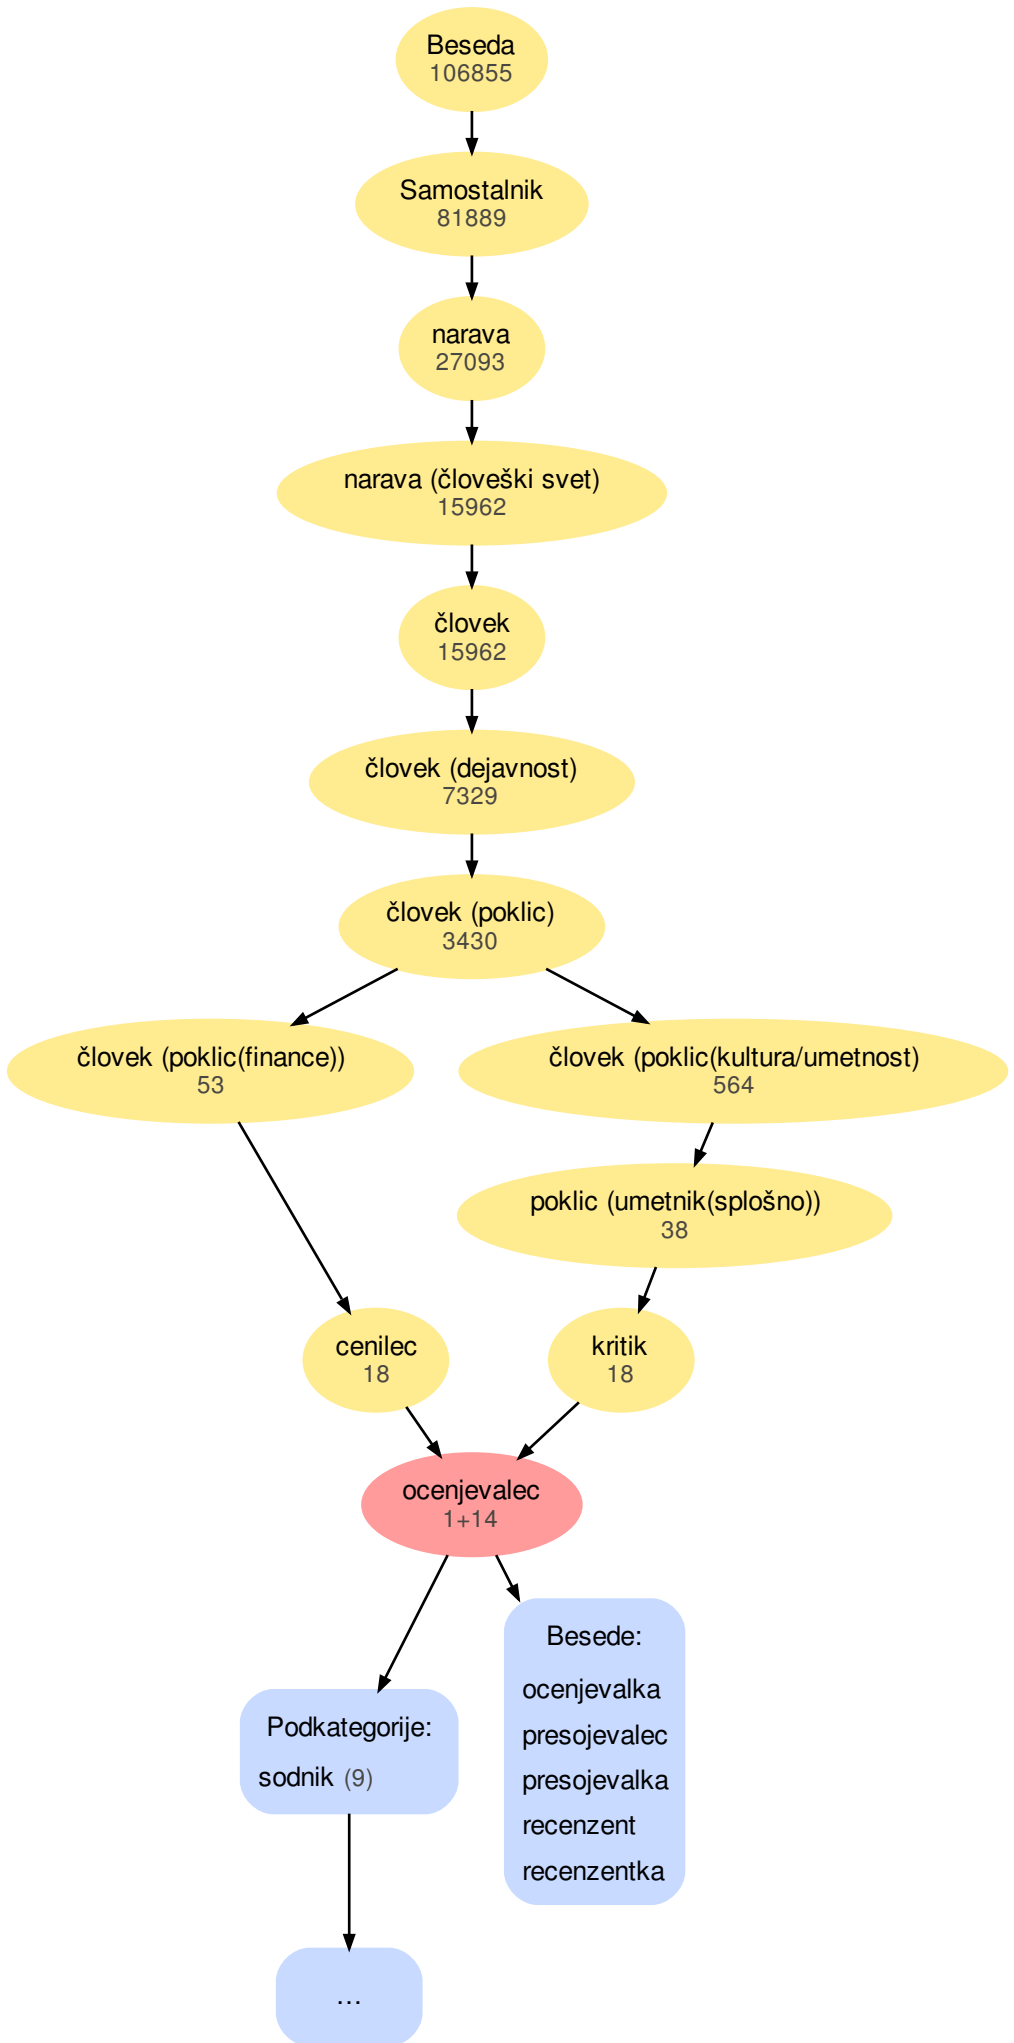 Beseda
106855
Samostalnik
81889
narava
27093
narava (človeški svet)
15962
človek
15962
človek (dejavnost)
7329
človek (poklic)
3430
človek (poklic(finance))
53
človek (poklic(kultura/umetnost)
564
poklic (umetnik(splošno))
38
cenilec
18
kritik
18
ocenjevalec
1+14
Besede:
ocenjevalka
presojevalec
presojevalka
recenzent
recenzentka
Podkategorije:
sodnik (9)
…